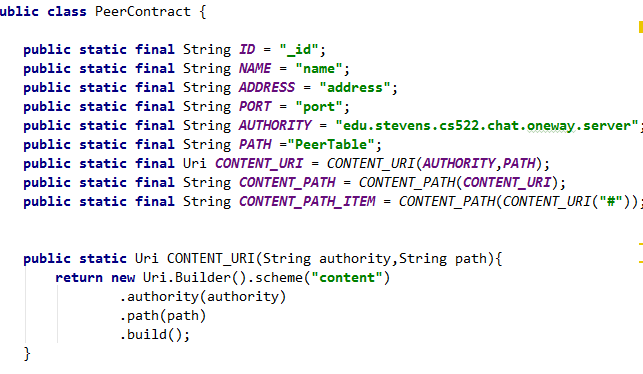 ublic class PeerContract {
public static final String ID = "_id";
public static final String NAME = "name";
public static final String ADDRESS = "address";
public static final String PORT = "port";
public static final String AUTHORITY = "edu.stevens.cs522.chat.oneway.server";
public static final String PATH ="PeerTable";
public static final Uri CONTENT_URI = CONTENT_URI(AUTHORITY,PATH);
public static final String CONTENT_PATH = CONTENT_PATH(CONTENT_URI);
public static final String CONTENT_PATH_ITEM = CONTENT_PATH(CONTENT_URI("#"));
public static Uri CONTENT_URI(String authority,String path){
return new Uri.Builder().scheme("content")
.authority(authority)
.path(path)
.build();
}